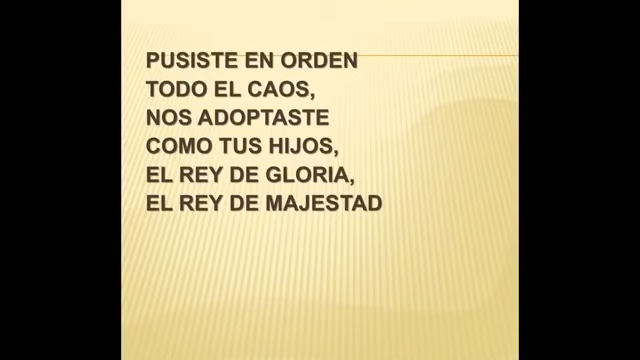 PUSISTE EN ORDEN
TODO EL CAOS,
NOS ADOPTASTE
COMO TUS HIJOS,
EL REY DE GLORIA,
EL REY DE MAJESTAD